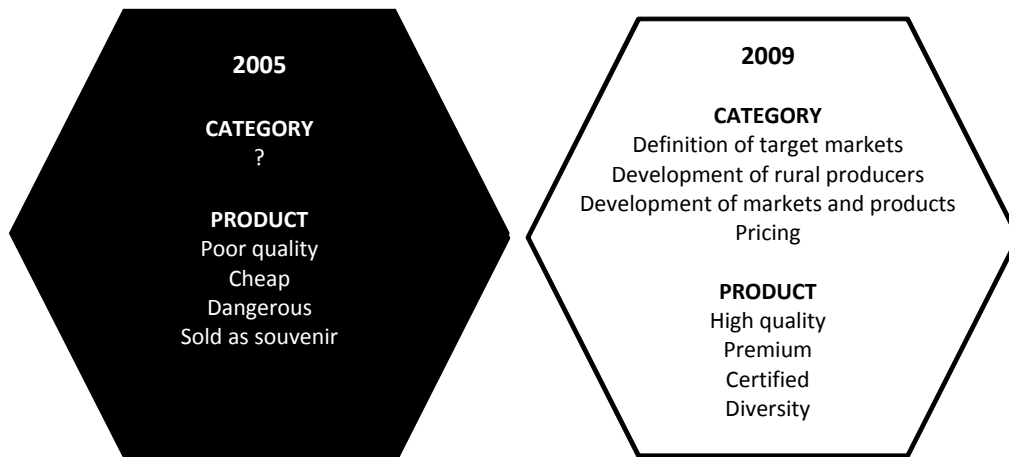 2005
CATEGORY
?
PRODUCT
Poor quality
Cheap
Dangerous
Sold as souvenir
2009
CATEGORY
Definition of target markets
Development of rural producers
Development of markets and products
Pricing
PRODUCT
High quality
Premium
Certified
Diversity